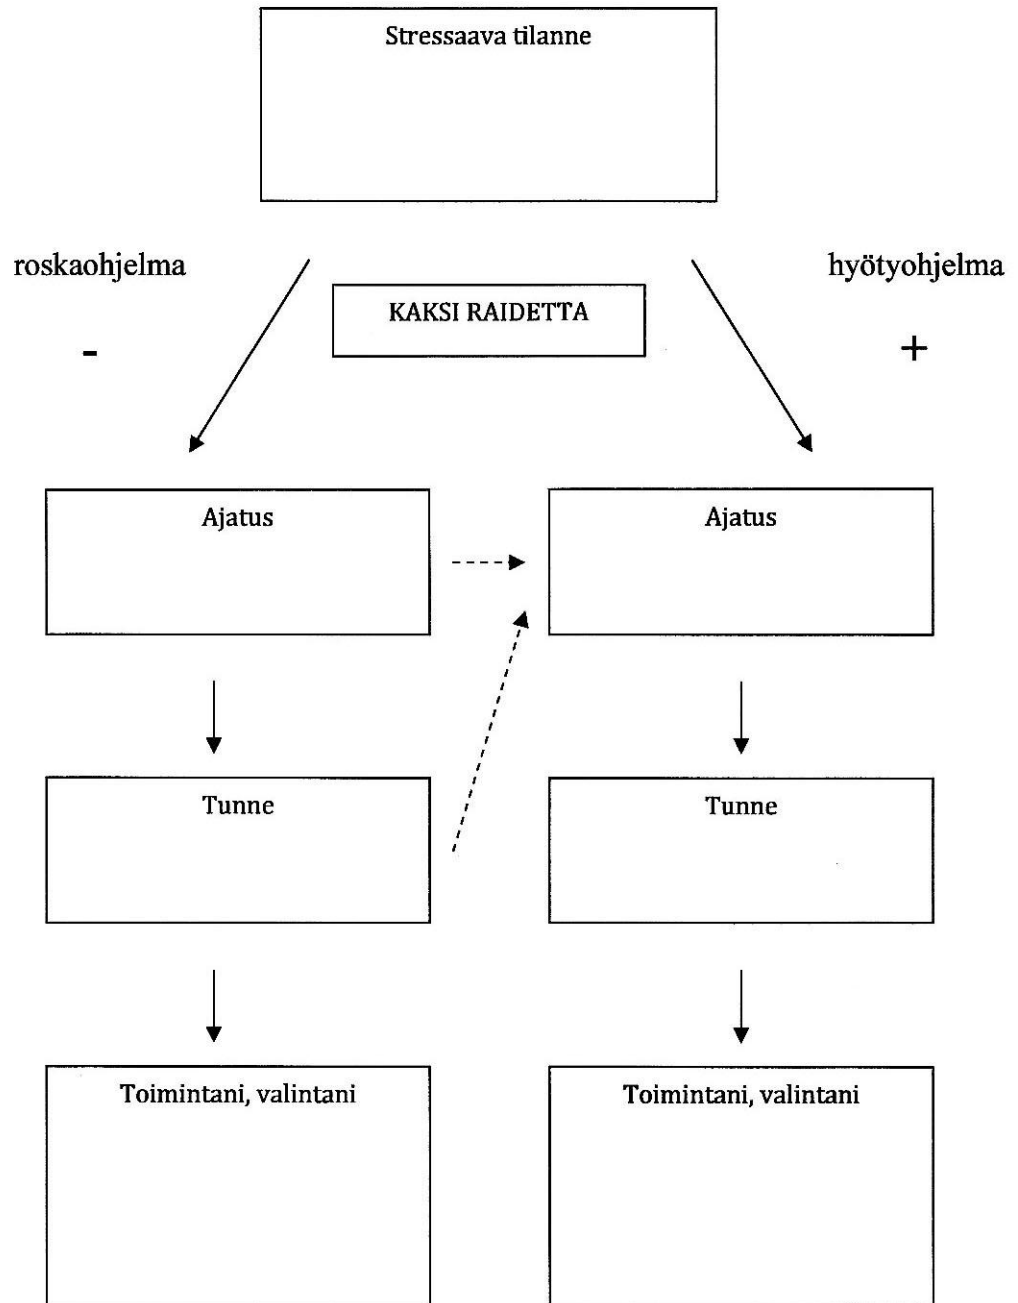 Stressaava tilanne
roskaohjelma
hyötyohjelma
KAKSI RAIDETTA
-
+
Ajatus
Ajatus
Tunne
Tunne
Toimintani, valintani
Toimintani, valintani